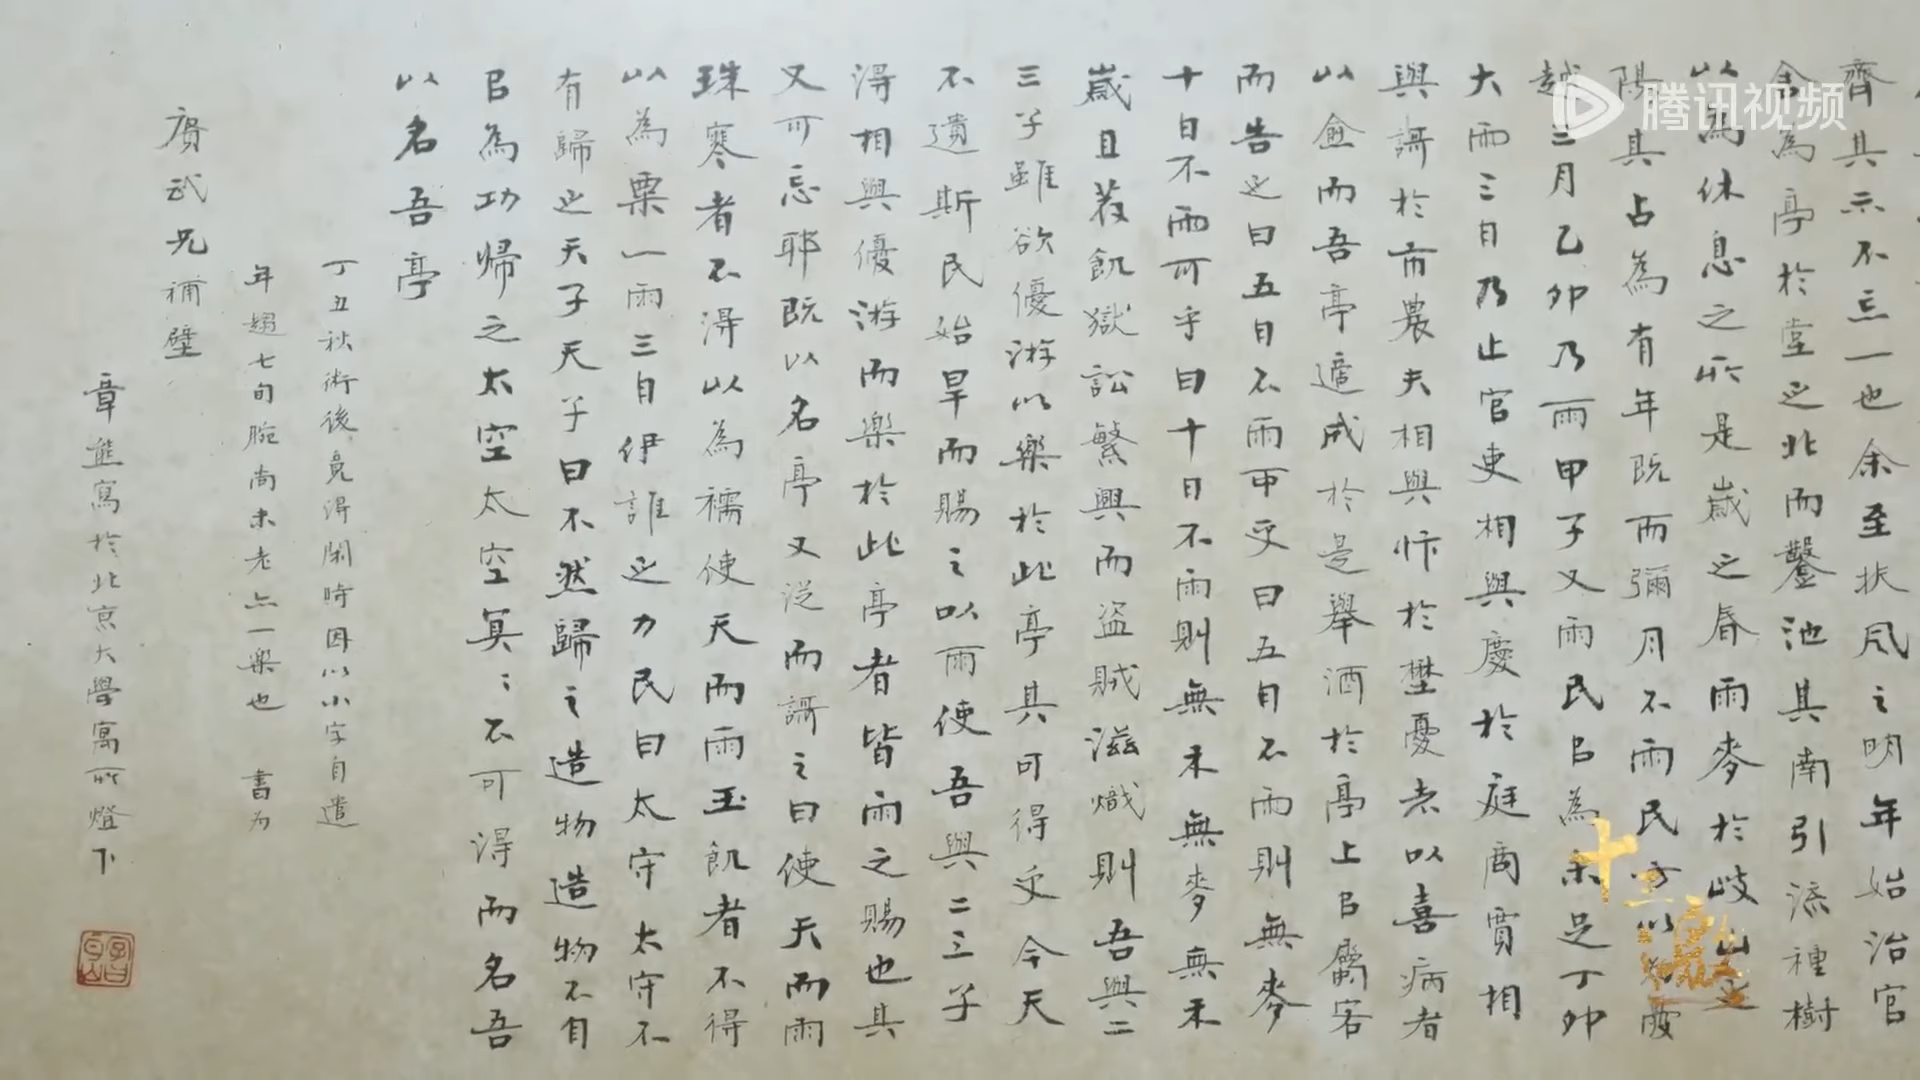 齊其示不忘一也余至扶風之明年始治官
舍為亭於堂之北而鑿池其南引流種樹
以為休息之所是歲之春雨麥於岐山之
陽其占為有年既而彌月不雨民方以為憂
越三月乙卯乃雨甲子又雨民以為未足丁卯
大雨三日乃止官吏相與慶於庭商賈相
與謌於市農夫相與忭於埜憂者以喜病者
以愈而吾亭適成於是舉酒於亭上以屬客
而告之曰五日不雨可乎曰五日不雨則無麥
十日不雨可乎曰十日不雨則無禾無麥無禾
歲且荐飢獄訟繁興而盜賊滋熾則吾與二
三子雖欲優游以樂於此亭其可得乎今天
不遺斯民始旱而賜之以雨使吾與二三子
得相與優游而樂於此亭者皆雨之賜也其
又可忘耶既以名亭又從而謌之曰使天而雨
珠寒者不得以為襦使天而雨玉飢者不得
以為粟一雨三日伊誰之力民曰太守太守不
有歸之天子天子曰不然歸之造物造物不自
以為功歸之太空太空冥冥不可得而名吾
以名吾亭
丁丑秋術後竟得閑時因以小字自遣
年趨七旬腕尚未老亦一樂也 書為
賡武兄補壁
章熊寫於北京大學寓所燈下
騰訊視頻
十三邀